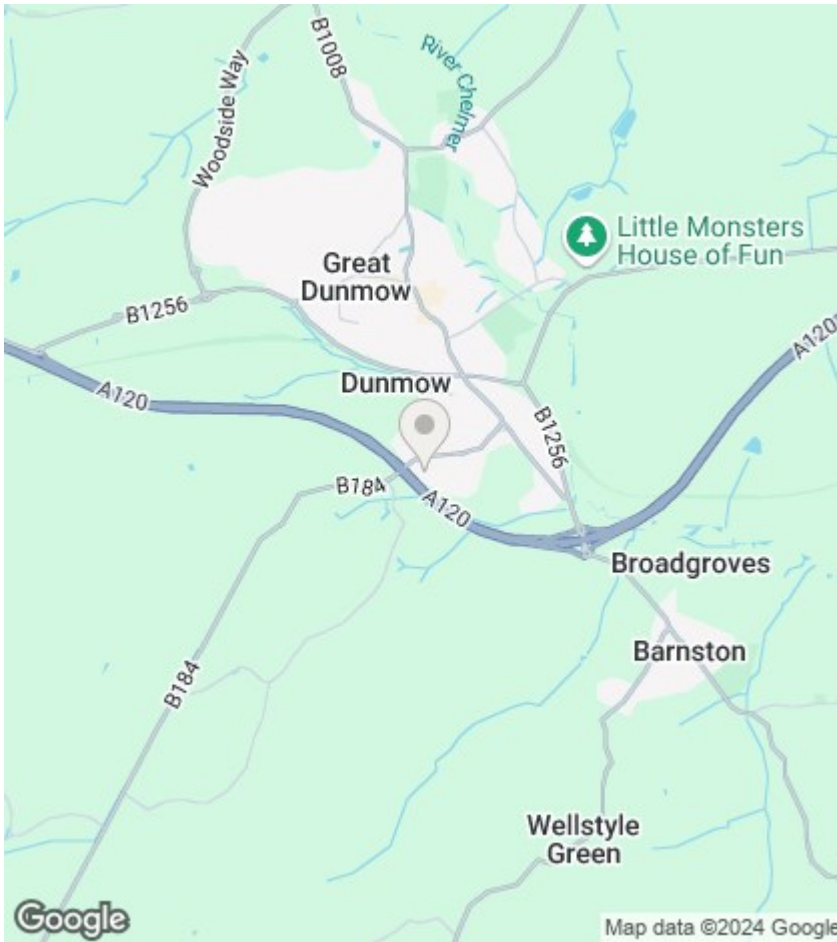 B1008
River Chelmer
Woodside Way
Little Monsters
House of Fun
Great
Dunmow
B1256
A120
A120
Dunmow
B1256
B184
A120
Broadgroves
Barnston
B184
Wellstyle
Green
Google
Map data ©2024 Google